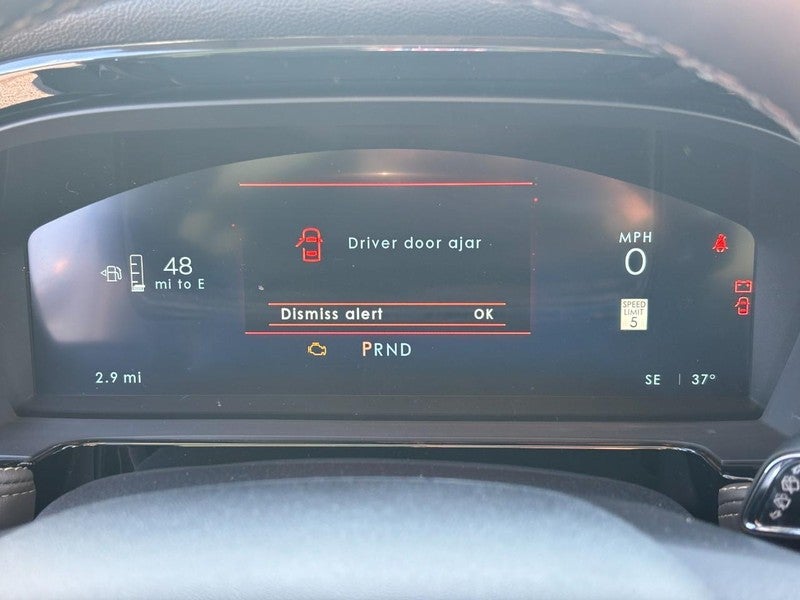 Driver door ajar
48
mi to E
MPH
0
Dismiss alert OK
SPEED
LIMIT
5
PRND
2.9 mi
SE 37°